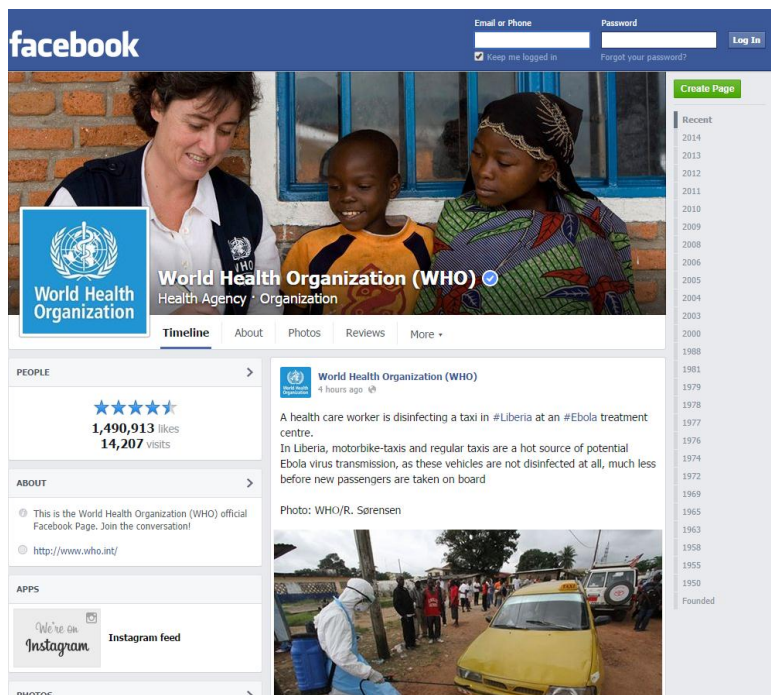 Email or Phone
Password
facebook
Log In
Keep me logged in
Forgot your password?
Create Page
Recent
2014
2013
2012
2011
2010
2009
2008
2006
2005
2004
2003
2000
1988
1981
1979
1978
1977
1976
1974
1972
1969
1965
1963
1958
1955
1950
Founded
WHO
World Health
Organization
World Health Organization (WHO)
Health Agency · Organization
Timeline
About
Photos
Reviews
More
PEOPLE
1,490,913 likes
14,207 visits
ABOUT
This is the World Health Organization (WHO) official
Facebook Page. Join the conversation!
http://www.who.int/
APPS
We're on
Instagram
Instagram feed
PHOTOS
World Health
Organization
World Health Organization (WHO)
4 hours ago
A health care worker is disinfecting a taxi in #Liberia at an #Ebola treatment
centre.
In Liberia, motorbike-taxis and regular taxis are a hot source of potential
Ebola virus transmission, as these vehicles are not disinfected at all, much less
before new passengers are taken on board
Photo: WHO/R. Sørensen
TAXI